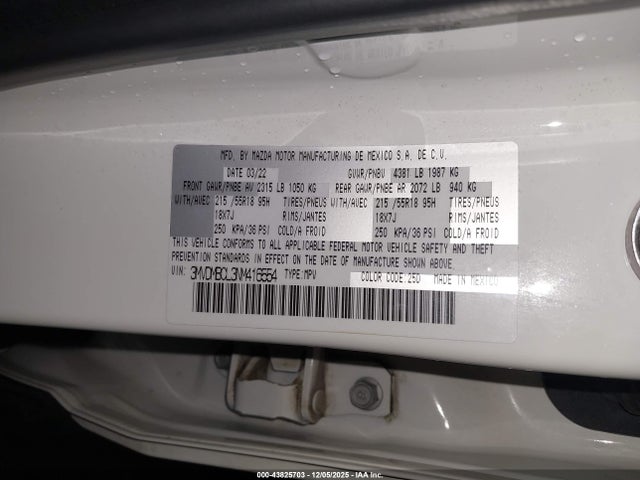 MFD. BY MAZDA MOTOR MANUFACTURING DE MEXICO S.A. DE C.V.
DATE 03/22 GVWR/PNBV 4381 LB 1987 KG
FRONT GAWR/PNBE AV 2315 LB 1050 KG REAR GAWR/PNBE AR 2072 LB 940 KG
WITH/AVEC 215 /55R18 95H TIRES/PNEUS WITH/AVEC 215 /55R18 95H TIRES/PNEUS
18X7J RIMS/JANTES 18X7J RIMS/JANTES
250 KPA/36 PSI COLD/A FROID 250 KPA/36 PSI COLD/A FROID
THIS VEHICLE CONFORMS TO ALL APPLICABLE FEDERAL MOTOR VEHICLE SAFETY AND THEFT
PREVENTION STANDARDS IN EFFECT ON THE DATE OF MANUFACTURE SHOWN ABOVE.
VIN: 3MVDMBCL3NM416554 TYPE:MPV COLOR CODE:25D MADE IN MEXICO
000-43825703 - 12/05/2025 - IAA Inc.